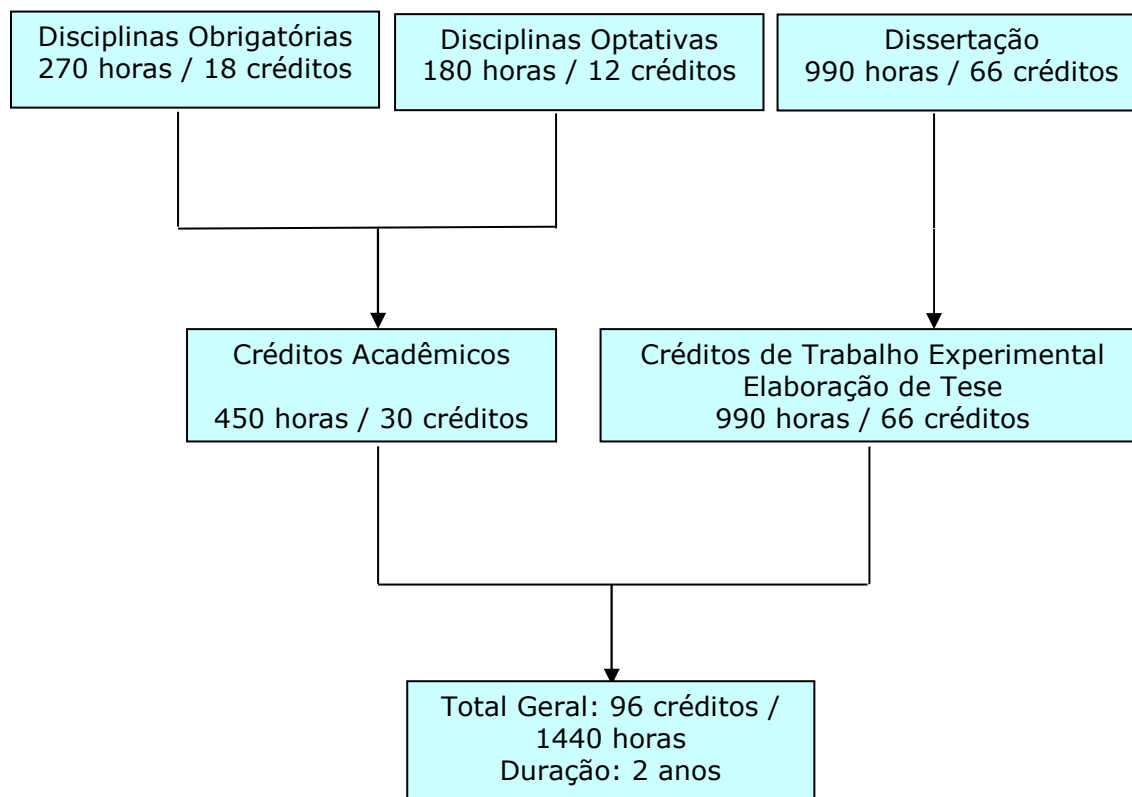 Disciplinas Obrigatórias
270 horas / 18 créditos
Disciplinas Optativas
180 horas / 12 créditos
Dissertação
990 horas / 66 créditos
Créditos Acadêmicos
450 horas / 30 créditos
Créditos de Trabalho Experimental
Elaboração de Tese
990 horas / 66 créditos
Total Geral: 96 créditos /
1440 horas
Duração: 2 anos